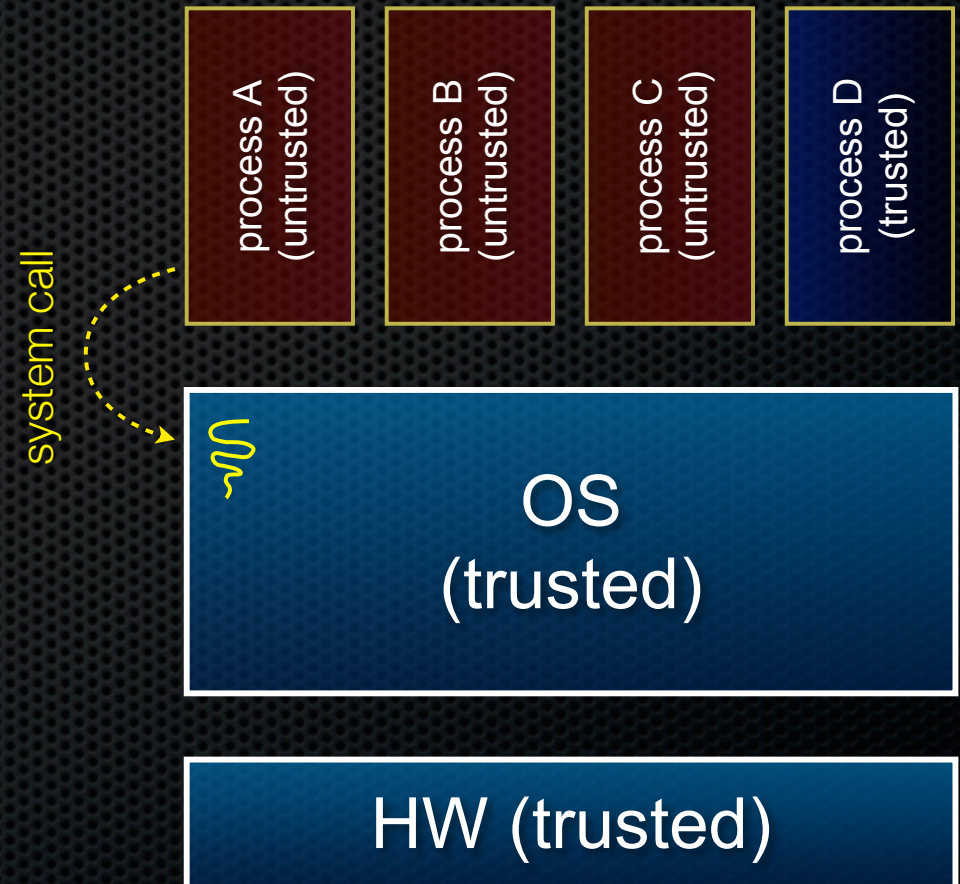 process A
(untrusted)
process B
(untrusted)
process C
(untrusted)
process D
(trusted)
system call
OS
(trusted)
HW (trusted)